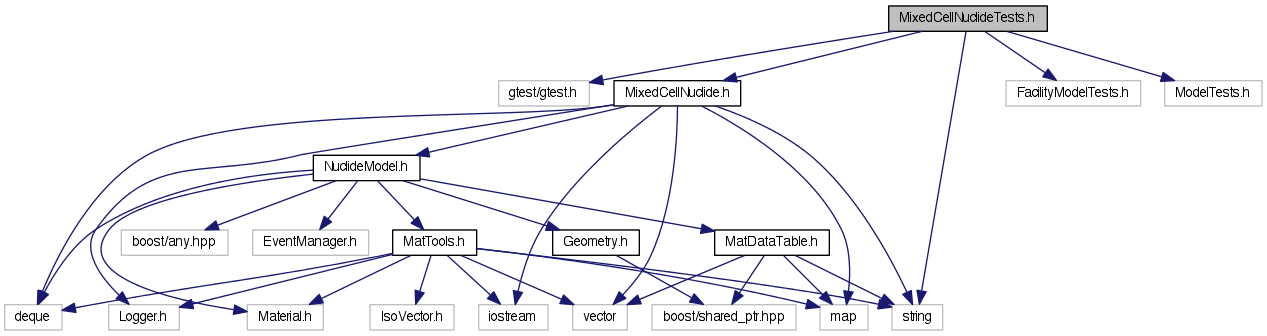 MixedCellNuclideTests.h
gtest/gtest.h
MixedCellNuclide.h
FacilityModelTests.h
ModelTests.h
NuclideModel.h
boost/any.hpp
EventManager.h
MatTools.h
Geometry.h
MatDataTable.h
deque
Logger.h
Material.h
IsoVector.h
iostream
vector
boost/shared_ptr.hpp
map
string